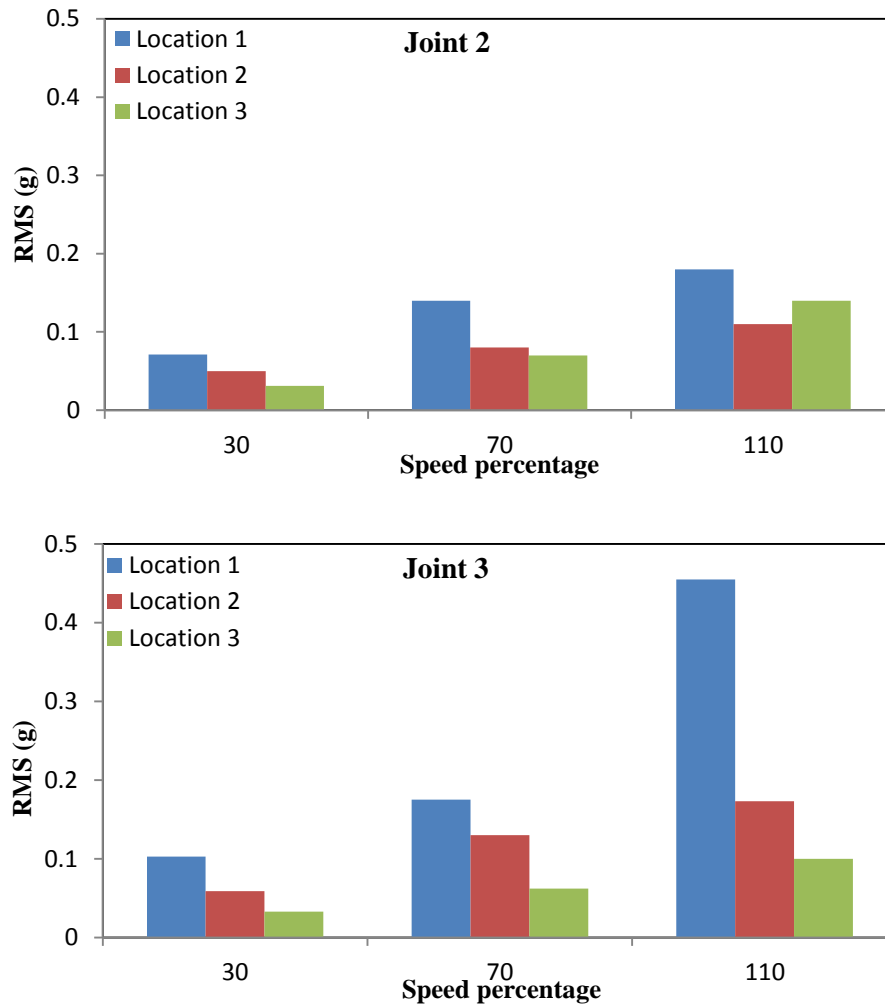 0.5
Joint 2
Location 1
Location 2
Location 3
0.4
0.3
0.2
0.1
0
RMS (g)
30
70
110
Speed percentage
0.5
Joint 3
Location 1
Location 2
Location 3
0.4
0.3
0.2
0.1
0
RMS (g)
30
70
110
Speed percentage